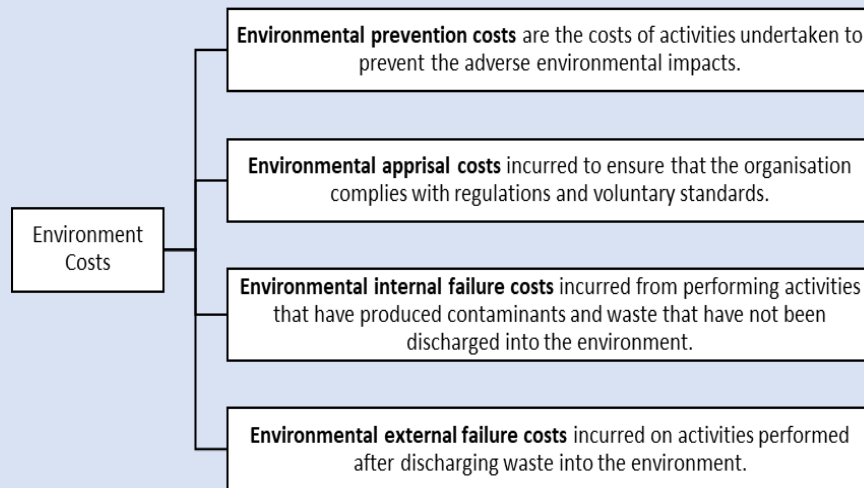 Environmental prevention costs are the costs of activities undertaken to
prevent the adverse environmental impacts.
Environmental apprisal costs incurred to ensure that the organisation
complies with regulations and voluntary standards.
Environment
Costs
Environmental internal failure costs incurred from performing activities
that have produced contaminants and waste that have not been
discharged into the environment.
Environmental external failure costs incurred on activities performed
after discharging waste into the environment.